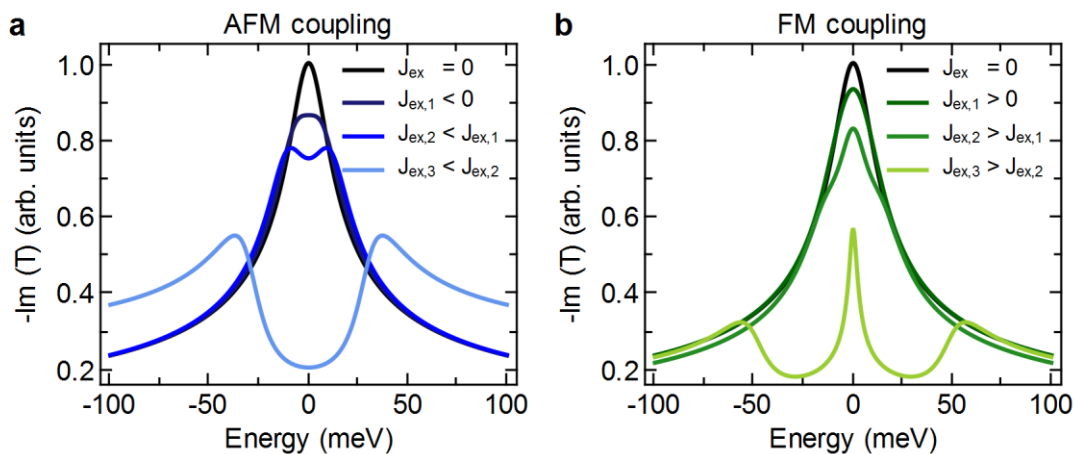 a
AFM coupling
J_ex = 0
J_ex,1 < 0
J_ex,2 < J_ex,1
J_ex,3 < J_ex,2
1.0
0.8
0.6
0.4
0.2
-Im (T) (arb. units)
-100
-50
0
50
100
Energy (meV)
b
FM coupling
J_ex = 0
J_ex,1 > 0
J_ex,2 > J_ex,1
J_ex,3 > J_ex,2
1.0
0.8
0.6
0.4
0.2
-Im (T) (arb. units)
-100
-50
0
50
100
Energy (meV)